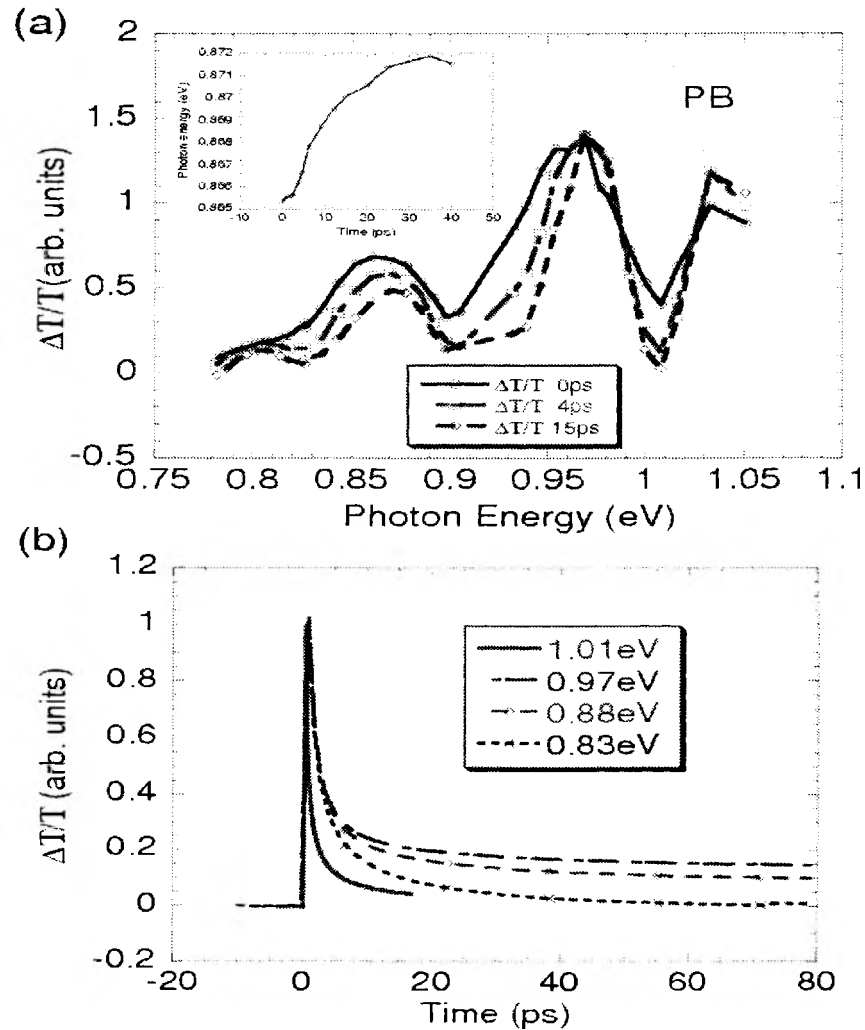 (a)
2
1.5
1
0.5
0
-0.5
ΔT/T(arb. units)
PB
0.872
0.871
0.87
0.869
0.868
0.867
0.866
0.865
Photon energy (eV)
-10 0 10 20 30 40 50
Time (ps)
ΔT/T 0ps
ΔT/T 4ps
ΔT/T 15ps
0.75 0.8 0.85 0.9 0.95 1 1.05 1.1
Photon Energy (eV)
(b)
1.2
1
0.8
0.6
0.4
0.2
0
-0.2
ΔT/T (arb. units)
1.01eV
0.97eV
0.88eV
0.83eV
-20 0 20 40 60 80
Time (ps)